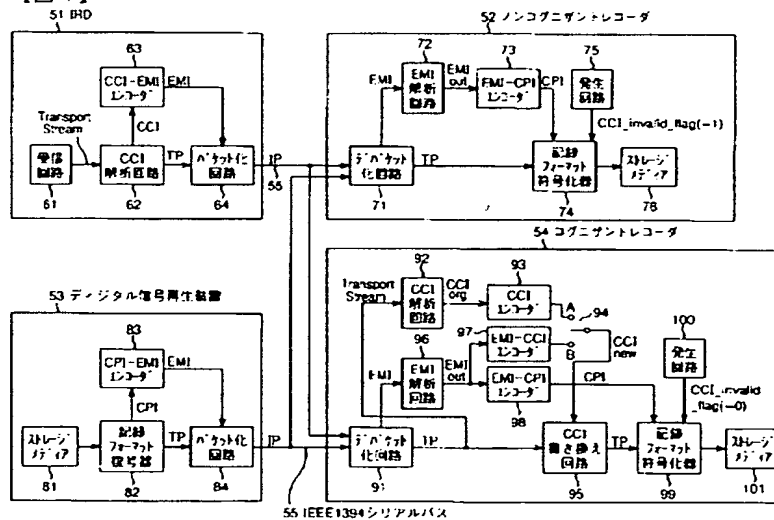 51 IRD
63
CCI-EMI
エンコーダ
EMI
Transport
Stream
CCI
受信
回路
61
CCI
解析回路
62
TP
パケット化
回路
64
IP
55
52 ノンコグニザントレコーダ
72
EMI
解析
回路
EMI
EMI
out
73
EMI-CPI
エンコーダ
CPI
75
発生
回路
CCI_invalid_flag(=1)
デパケット
化回路
71
TP
記録
フォーマット
符号化器
74
ストレージ
メディア
76
53 ディジタル信号再生装置
83
CPI-EMI
エンコーダ
EMI
CPI
ストレージ
メディア
81
記録
フォーマット
復号器
82
TP
パケット化
回路
84
IP
55 IEEE1394シリアルバス
54 コグニザントレコーダ
92
Transport
Stream
CCI
解析
回路
CCI
org
93
CCI
エンコーダ
A
94
97
EMI-CCI
エンコーダ
B
CCI
new
96
EMI
EMI
解析
回路
EMI
out
EMI-CPI
エンコーダ
98
CPI
100
発生
回路
CCI_invalid
_flag(=0)
デパケット
化回路
91
TP
CCI
書き換え
回路
95
TP
記録
フォーマット
符号化器
99
ストレージ
メディア
101